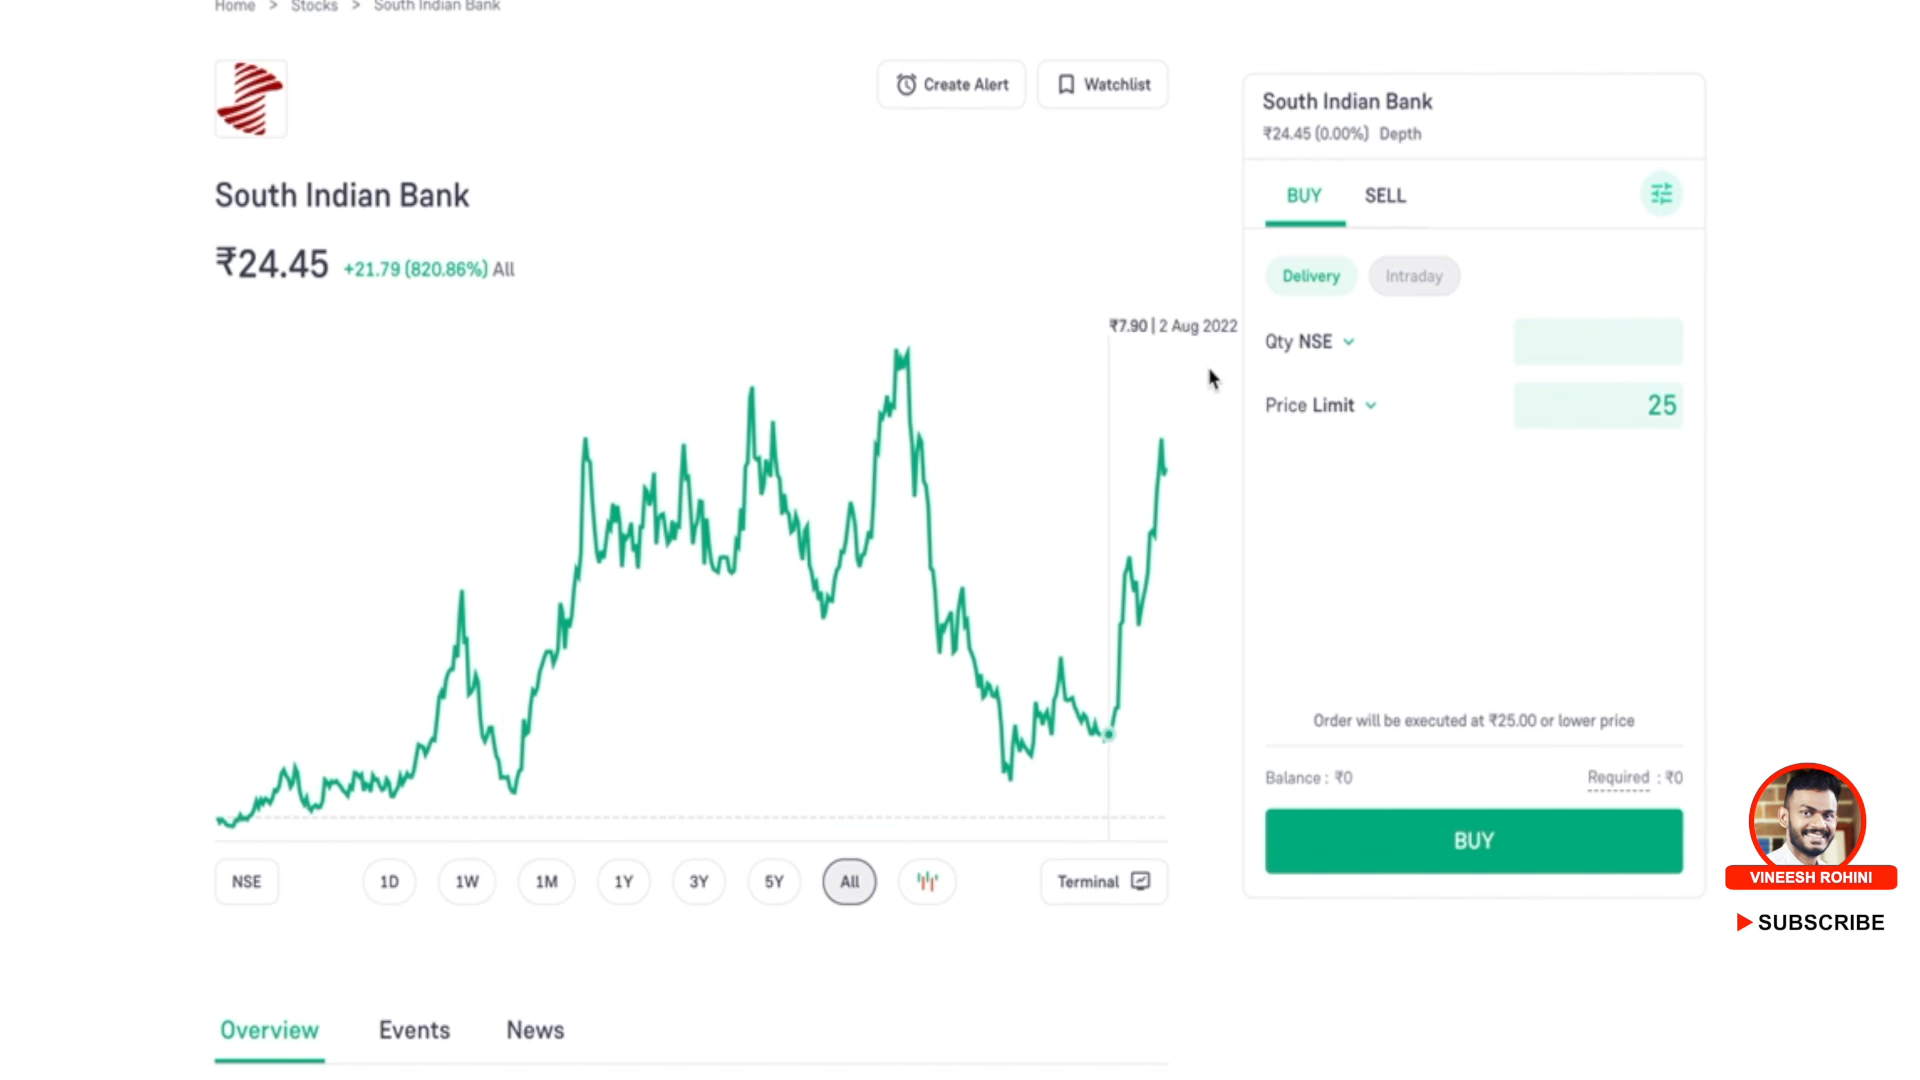 Home > Stocks > South Indian Bank
Create Alert
Watchlist
South Indian Bank
₹24.45 +21.79 (820.86%) All
₹7.90 | 2 Aug 2022
NSE
1D
1W
1M
1Y
3Y
5Y
All
Terminal
Overview
Events
News
South Indian Bank
₹24.45 (0.00%) Depth
BUY
SELL
Delivery
Intraday
Qty NSE
Price Limit
25
Order will be executed at ₹25.00 or lower price
Balance : ₹0
Required : ₹0
BUY
VINEESH ROHINI
SUBSCRIBE